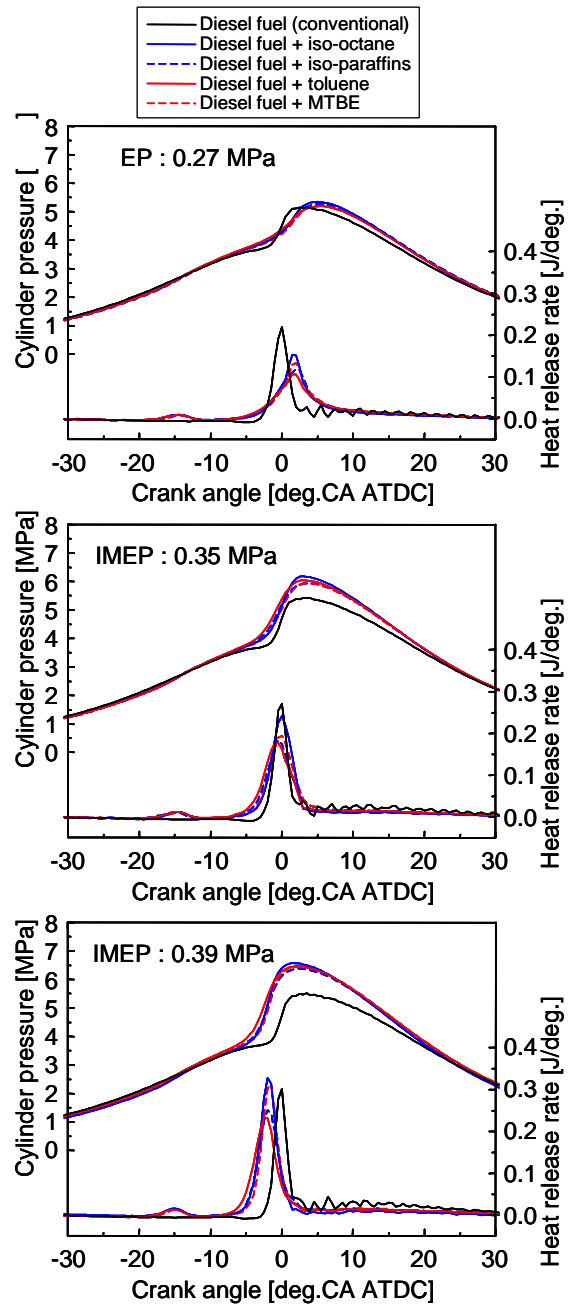 Diesel fuel (conventional)
Diesel fuel + iso-octane
Diesel fuel + iso-paraffins
Diesel fuel + toluene
Diesel fuel + MTBE
EP : 0.27 MPa
Cylinder pressure [ ]
8
7
6
5
4
3
2
1
0
Heat release rate [J/deg.]
0.4
0.3
0.2
0.1
0.0
-30 -20 -10 0 10 20 30
Crank angle [deg.CA ATDC]
IMEP : 0.35 MPa
Cylinder pressure [MPa]
8
7
6
5
4
3
2
1
0
Heat release rate [J/deg.]
0.4
0.3
0.2
0.1
0.0
-30 -20 -10 0 10 20 30
Crank angle [deg.CA ATDC]
IMEP : 0.39 MPa
Cylinder pressure [MPa]
8
7
6
5
4
3
2
1
0
Heat release rate [J/deg.]
0.4
0.3
0.2
0.1
0.0
-30 -20 -10 0 10 20 30
Crank angle [deg.CA ATDC]